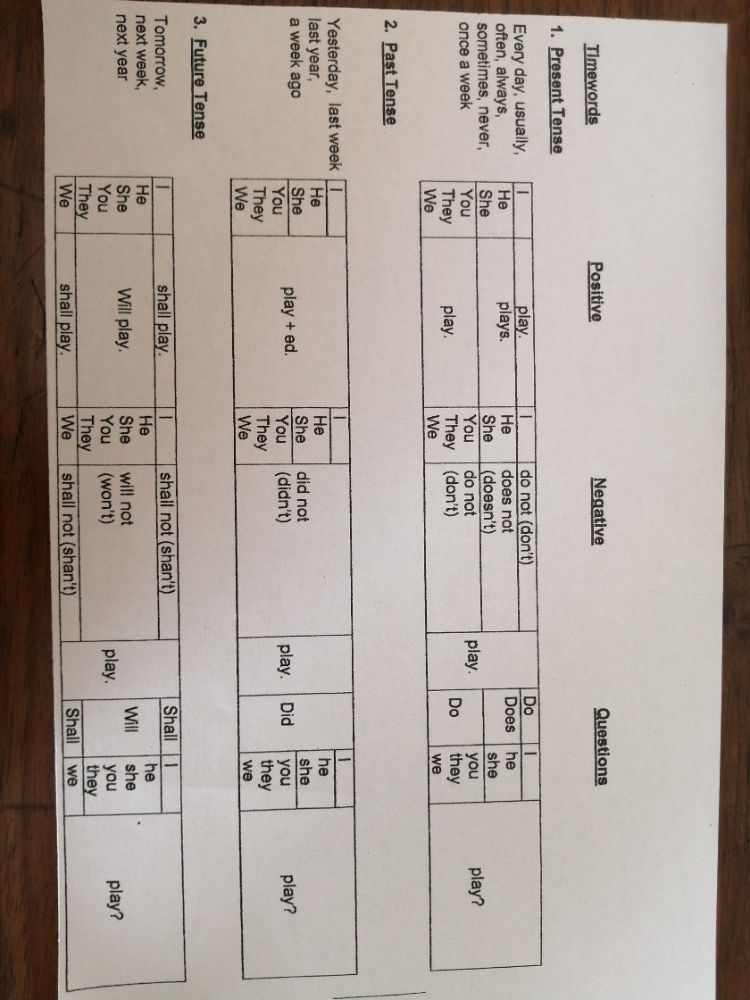 Timewords Positive Negative Questions
1. Present Tense
Every day, usually,
often, always,
sometimes, never,
once a week
I play. I do not (don't) Do I
He plays. He does not Does he
She She (doesn't) she
You You do not play. you play?
They play. They (don't) Do they
We We we
2. Past Tense
Yesterday, last week
last year,
a week ago
I I I
He He he
She She did not she
You play + ed. You (didn't) play. Did you play?
They They they
We We we
3. Future Tense
Tomorrow,
next week,
next year
I shall play. I shall not (shan't) Shall I
He He he
She Will play. She will not Will she
You You (won't) play. you play?
They They they
We shall play. We shall not (shan't) Shall we